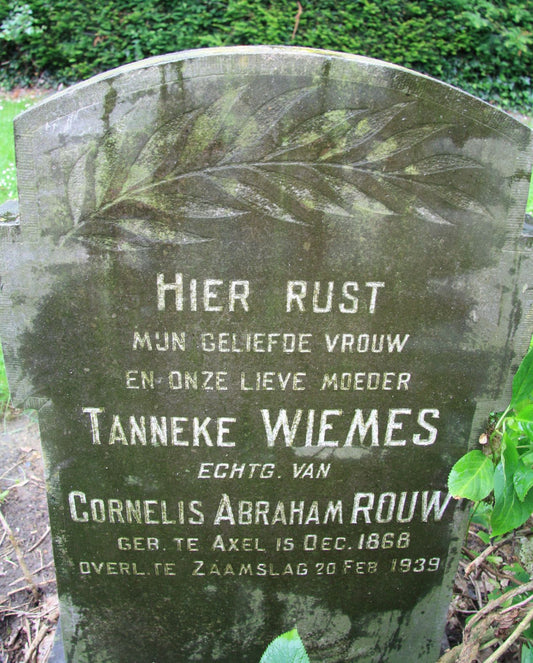 HIER RUST
MIJN GELIEFDE VROUW
EN ONZE LIEVE MOEDER
TANNEKE WIEMES
ECHTG. VAN
CORNELIS ABRAHAM ROUW
GEB. TE AXEL 15 DEC. 1868
OVERL. TE ZAAMSLAG 20 FEB 1939